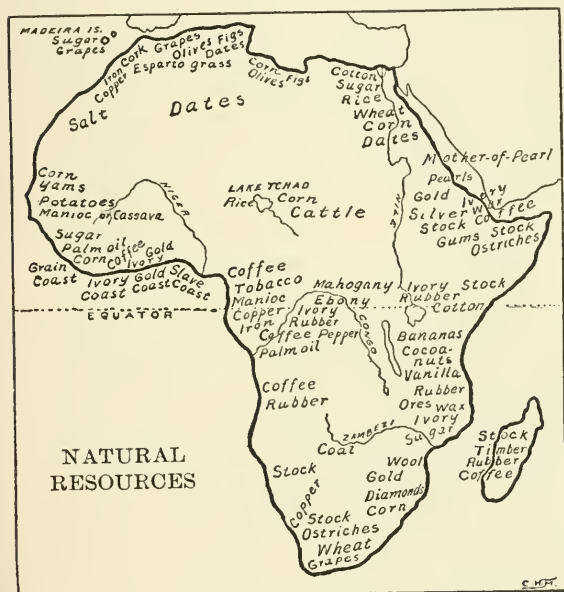 MADEIRA IS.
Sugar
Grapes
Iron
Copper
Cork
Grapes
Olives Figs
Dates
Esparto grass
Corn Figs
Olives
Salt
Dates
Cotton
Sugar
Rice
Wheat
Corn
Dates
Mother-of-Pearl
Pearls
Gold Ivory
Silver Wax
Stock Coffee
Gums Stock
Ostriches
Corn
Yams
Potatoes
Manioc or Cassava
NIGER
LAKE TCHAD
Rice Corn
Cattle
NILE
Sugar
Palm oil
Corn Coffee Gold
Ivory
Grain
Coast
Ivory
Coast
Gold
Coast
Slave
Coast
EQUATOR
Coffee
Tobacco
Manioc
Copper
Iron
Mahogany
Ebony
Ivory
Rubber
Coffee Pepper
Palm oil
CONGO
Ivory Stock
Rubber
Cotton
Bananas
Cocoa-
nuts
Vanilla
Rubber
Ores Wax
Ivory
Sugar
Coffee
Rubber
ZAMBEZI
Coal
Stock
Copper
Wool
Gold
Diamonds
Corn
Stock
Ostriches
Wheat
Grapes
Stock
Timber
Rubber
Coffee
NATURAL
RESOURCES
C.H.M.